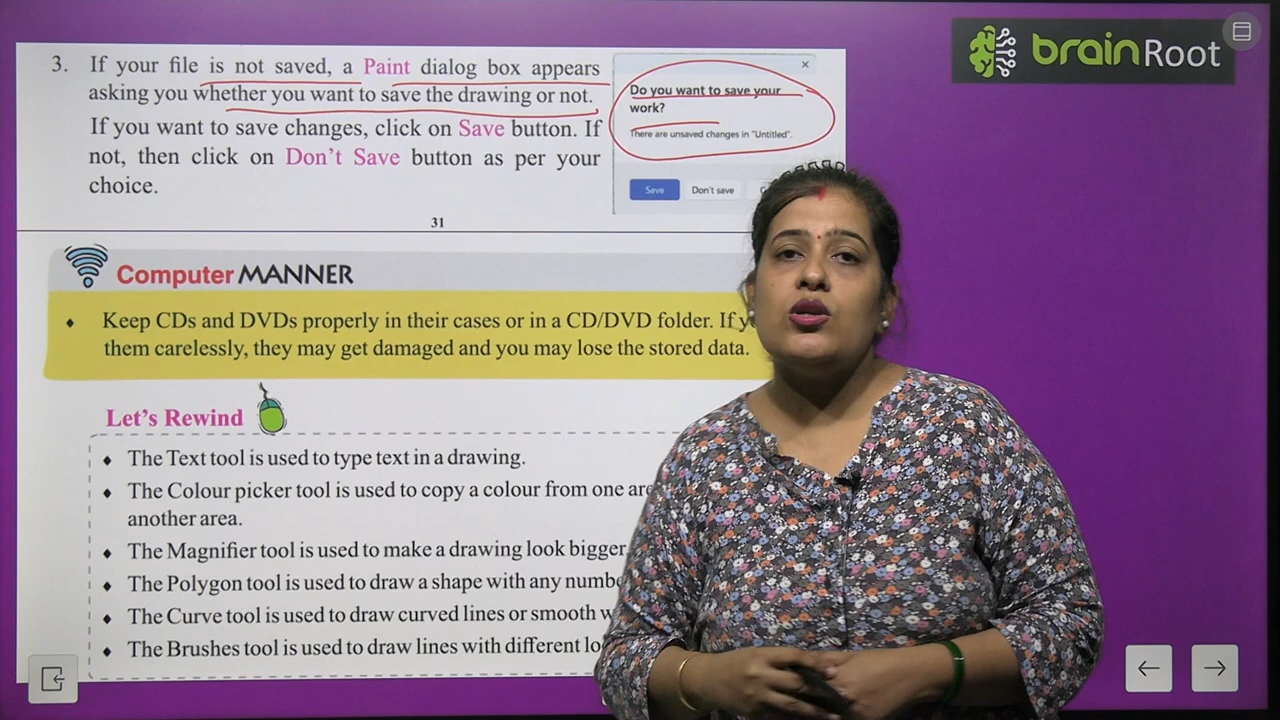 brainRoot
3. If your file is not saved, a Paint dialog box appears
asking you whether you want to save the drawing or not.
If you want to save changes, click on Save button. If
not, then click on Don't Save button as per your
choice.
Do you want to save your
work?
There are unsaved changes in "Untitled".
Save Don't save
31
Computer MANNER
♦ Keep CDs and DVDs properly in their cases or in a CD/DVD folder. If
them carelessly, they may get damaged and you may lose the stored data.
Let's Rewind
♦ The Text tool is used to type text in a drawing.
♦ The Colour picker tool is used to copy a colour from one
another area.
♦ The Magnifier tool is used to make a drawing look bigger.
♦ The Polygon tool is used to draw a shape with any
♦ The Curve tool is used to draw curved lines or smooth
♦ The Brushes tool is used to draw lines with different